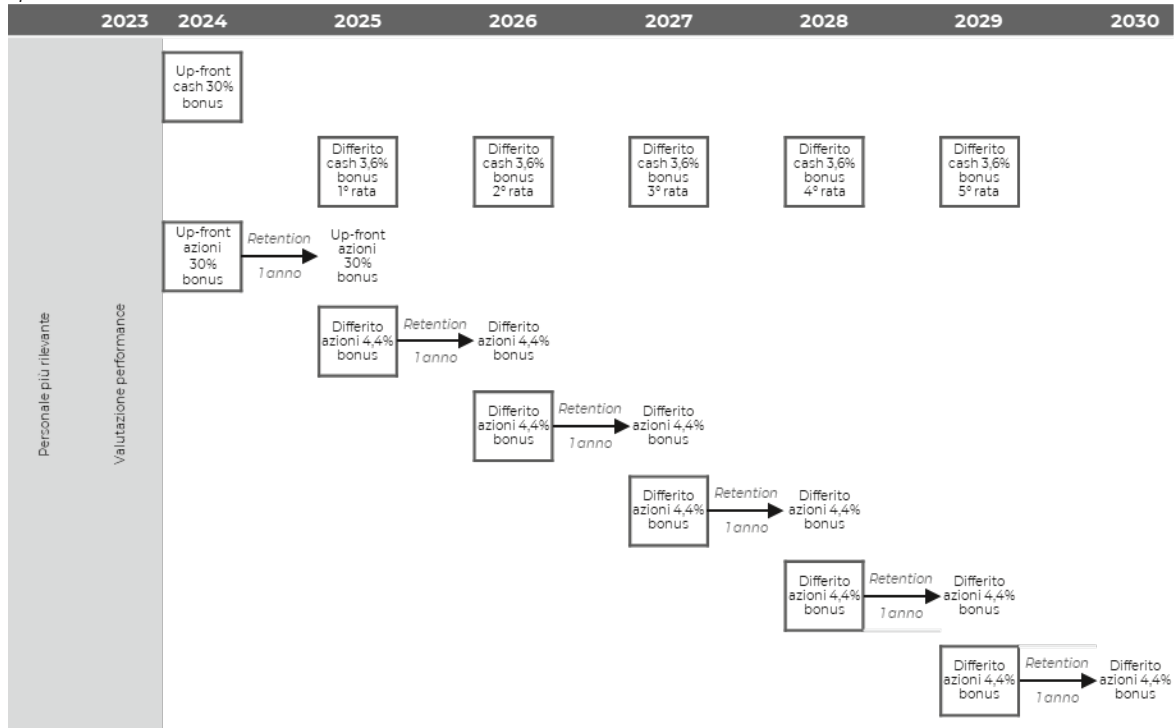 2023 2024 2025 2026 2027 2028 2029 2030
Up-front
cash 30%
bonus
Differito
cash 3,6%
bonus
1° rata
Differito
cash 3,6%
bonus
2° rata
Differito
cash 3,6%
bonus
3° rata
Differito
cash 3,6%
bonus
4° rata
Differito
cash 3,6%
bonus
5° rata
Up-front
azioni
30%
bonus
Retention
1 anno
Up-front
azioni
30%
bonus
Personale più rilevante
Valutazione performance
Differito
azioni 4,4%
bonus
Retention
1 anno
Differito
azioni 4,4%
bonus
Differito
azioni 4,4%
bonus
Retention
1 anno
Differito
azioni 4,4%
bonus
Differito
azioni 4,4%
bonus
Retention
1 anno
Differito
azioni 4,4%
bonus
Differito
azioni 4,4%
bonus
Retention
1 anno
Differito
azioni 4,4%
bonus
Differito
azioni 4,4%
bonus
Retention
1 anno
Differito
azioni 4,4%
bonus